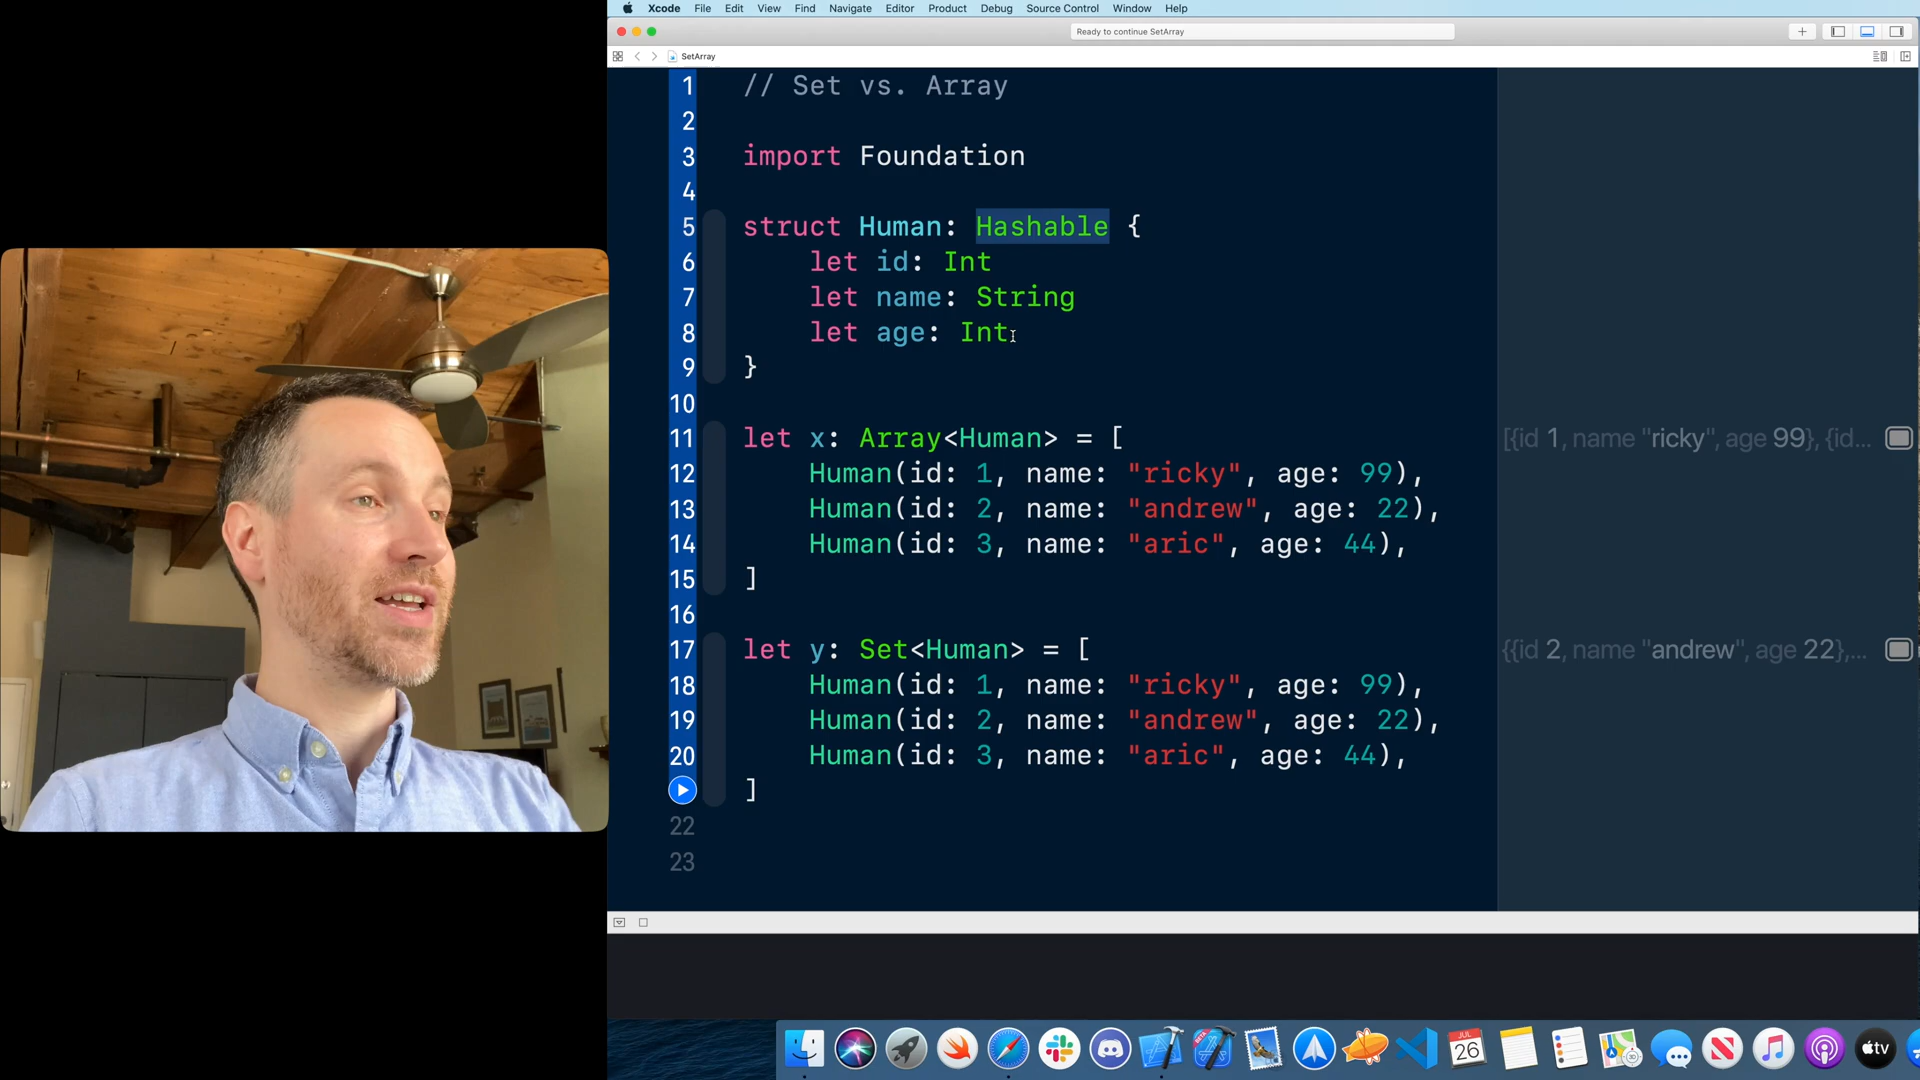 Xcode File Edit View Find Navigate Editor Product Debug Source Control Window Help
Ready to continue SetArray
SetArray
1 // Set vs. Array
2
3 import Foundation
4
5 struct Human: Hashable {
6 let id: Int
7 let name: String
8 let age: Int
9 }
10
11 let x: Array<Human> = [ [{id 1, name "ricky", age 99}, {id...
12 Human(id: 1, name: "ricky", age: 99),
13 Human(id: 2, name: "andrew", age: 22),
14 Human(id: 3, name: "aric", age: 44),
15 ]
16
17 let y: Set<Human> = [ {{id 2, name "andrew", age 22},...
18 Human(id: 1, name: "ricky", age: 99),
19 Human(id: 2, name: "andrew", age: 22),
20 Human(id: 3, name: "aric", age: 44),
]
22
23
BETA
JUL
26
tv